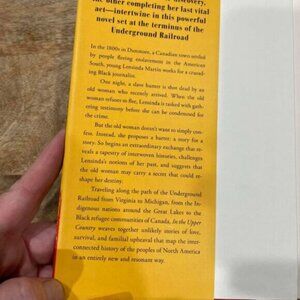 discovery,
the other completing her last vital
act—intertwine in this powerful
novel set at the terminus of the
Underground Railroad
In the 1800s in Dunmore, a Canadian town settled
by people fleeing enslavement in the American
South, young Lensinda Martin works for a crusad-
ing Black journalist.
One night, a slave hunter is shot dead by an
old woman who recently arrived. When the old
woman refuses to flee, Lensinda is tasked with gath-
ering testimony before she can be condemned for
the crime.
But the old woman doesn't want to simply con-
fess. Instead, she proposes a barter: a story for a
story. So begins an extraordinary exchange that re-
veals a tapestry of interwoven histories, challenges
Lensinda's notions of her past, and suggests that
the old woman may carry a secret that could re-
shape her destiny.
Traveling along the path of the Underground
Railroad from Virginia to Michigan, from the In-
digenous nations around the Great Lakes to the
Black refugee communities of Canada, In the Upper
Country weaves together unlikely stories of love,
survival, and familial upheaval that map the inter-
connected history of the peoples of North America
in an entirely new and resonant way.